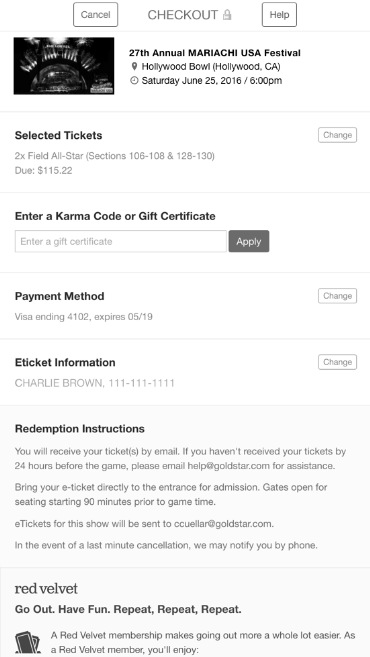 Cancel
CHECKOUT
Help
27th Annual MARIACHI USA Festival
Hollywood Bowl (Hollywood, CA)
Saturday June 25, 2016 / 6:00pm
Selected Tickets
Change
2x Field All-Star (Sections 106-108 & 128-130)
Due: $115.22
Enter a Karma Code or Gift Certificate
Enter a gift certificate
Apply
Payment Method
Change
Visa ending 4102, expires 05/19
Eticket Information
Change
CHARLIE BROWN, 111-111-1111
Redemption Instructions
You will receive your ticket(s) by email. If you haven't received your tickets by
24 hours before the game, please email help@goldstar.com for assistance.
Bring your e-ticket directly to the entrance for admission. Gates open for
seating starting 90 minutes prior to game time.
eTickets for this show will be sent to ccuellar@goldstar.com.
In the event of a last minute cancellation, we may notify you by phone.
red velvet
Go Out. Have Fun. Repeat, Repeat, Repeat.
A Red Velvet membership makes going out more a whole lot easier. As
a Red Velvet member, you'll enjoy: